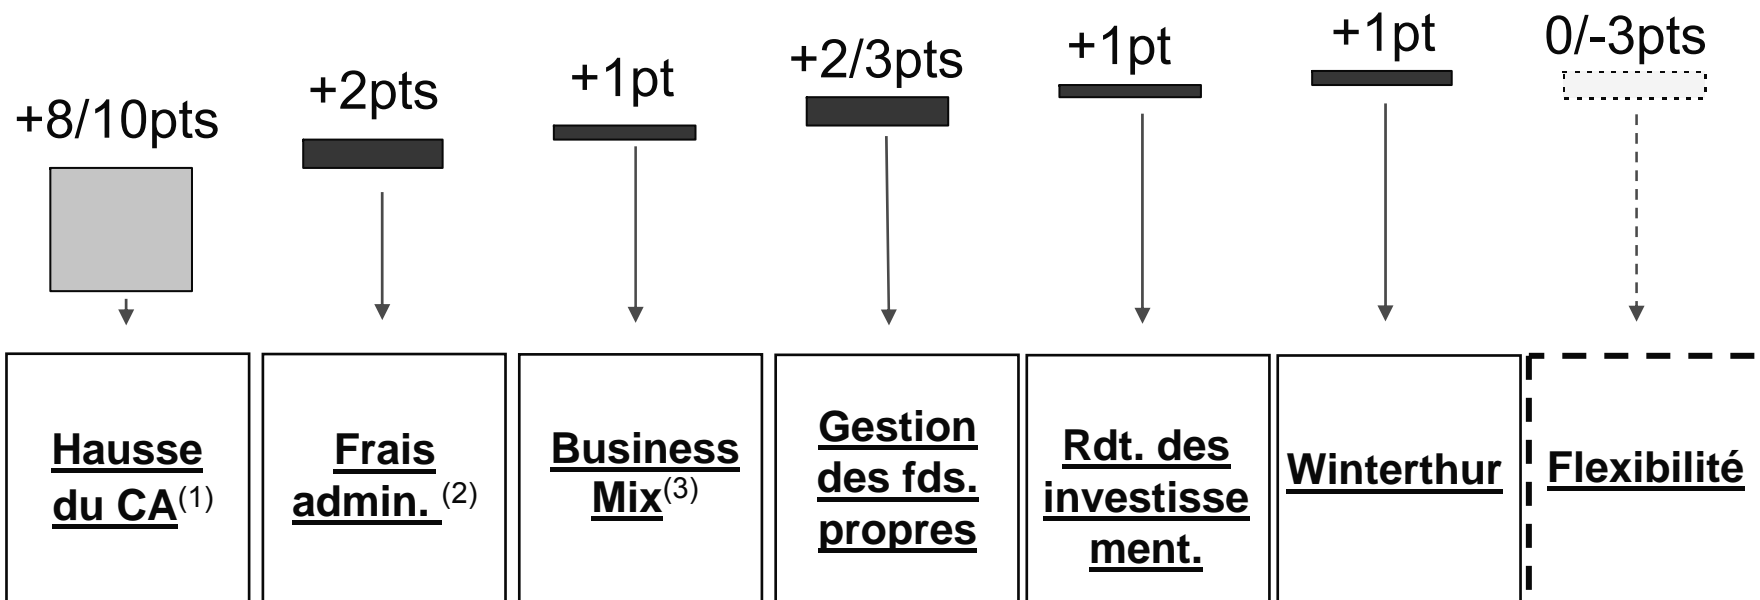 +8/10pts
+2pts
+1pt
+2/3pts
+1pt
+1pt
0/-3pts
Hausse
du CA(1)
Frais
admin. (2)
Business
Mix(3)
Gestion
des fds.
propres
Rdt. des
investisse
ment.
Winterthur
Flexibilité